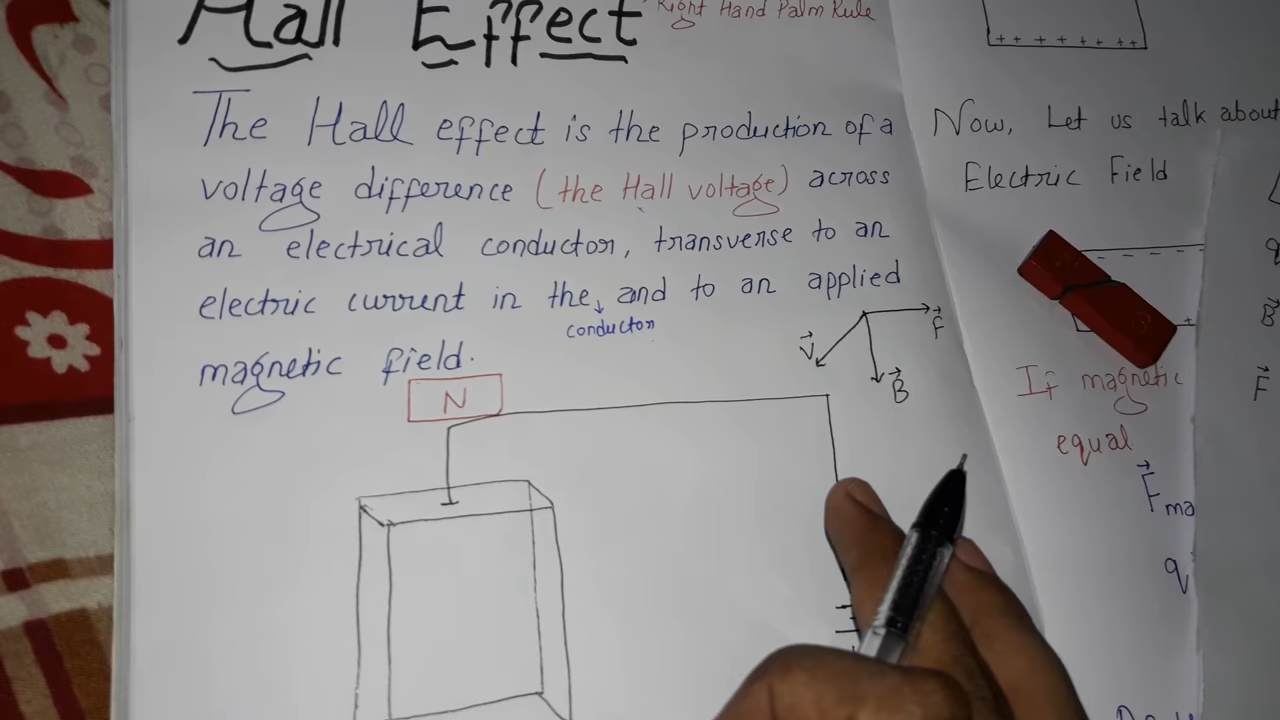 Hall Effect
Right Hand Palm Rule
The Hall effect is the production of a
voltage difference (the Hall voltage) across
an electrical conductor, transverse to an
electric current in the and to an applied
conductor
magnetic field.
F
V
B
N
+ + + + + + +
Now, Let us talk about
Electric Field
- - - -
+
If magnetic
equal
F ma
q
q
B
F